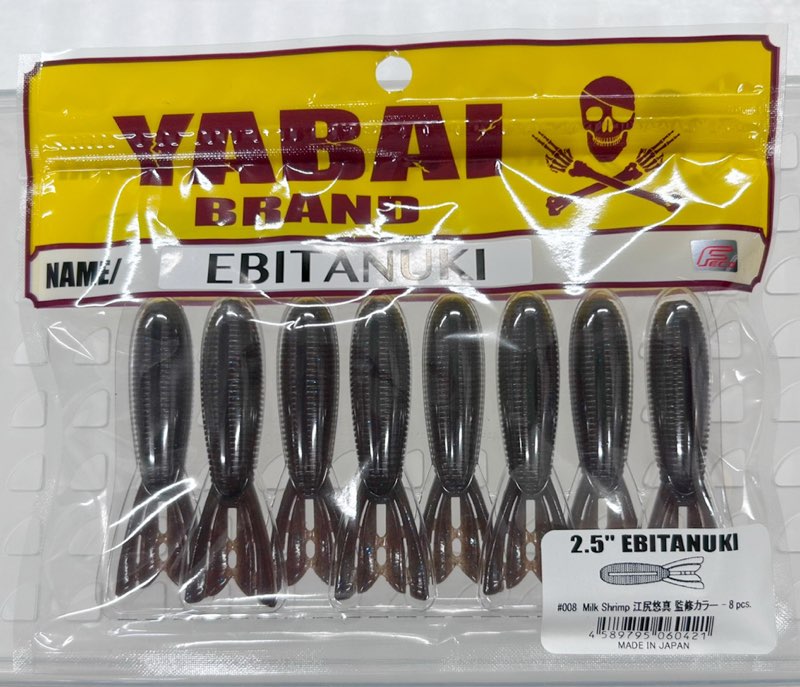 YABAI
BRAND
NAME/ EBITANUKI
2.5" EBITANUKI
#008 Milk Shrimp 江尻悠真 監修カラー - 8 pcs.
4 589795 060421
MADE IN JAPAN